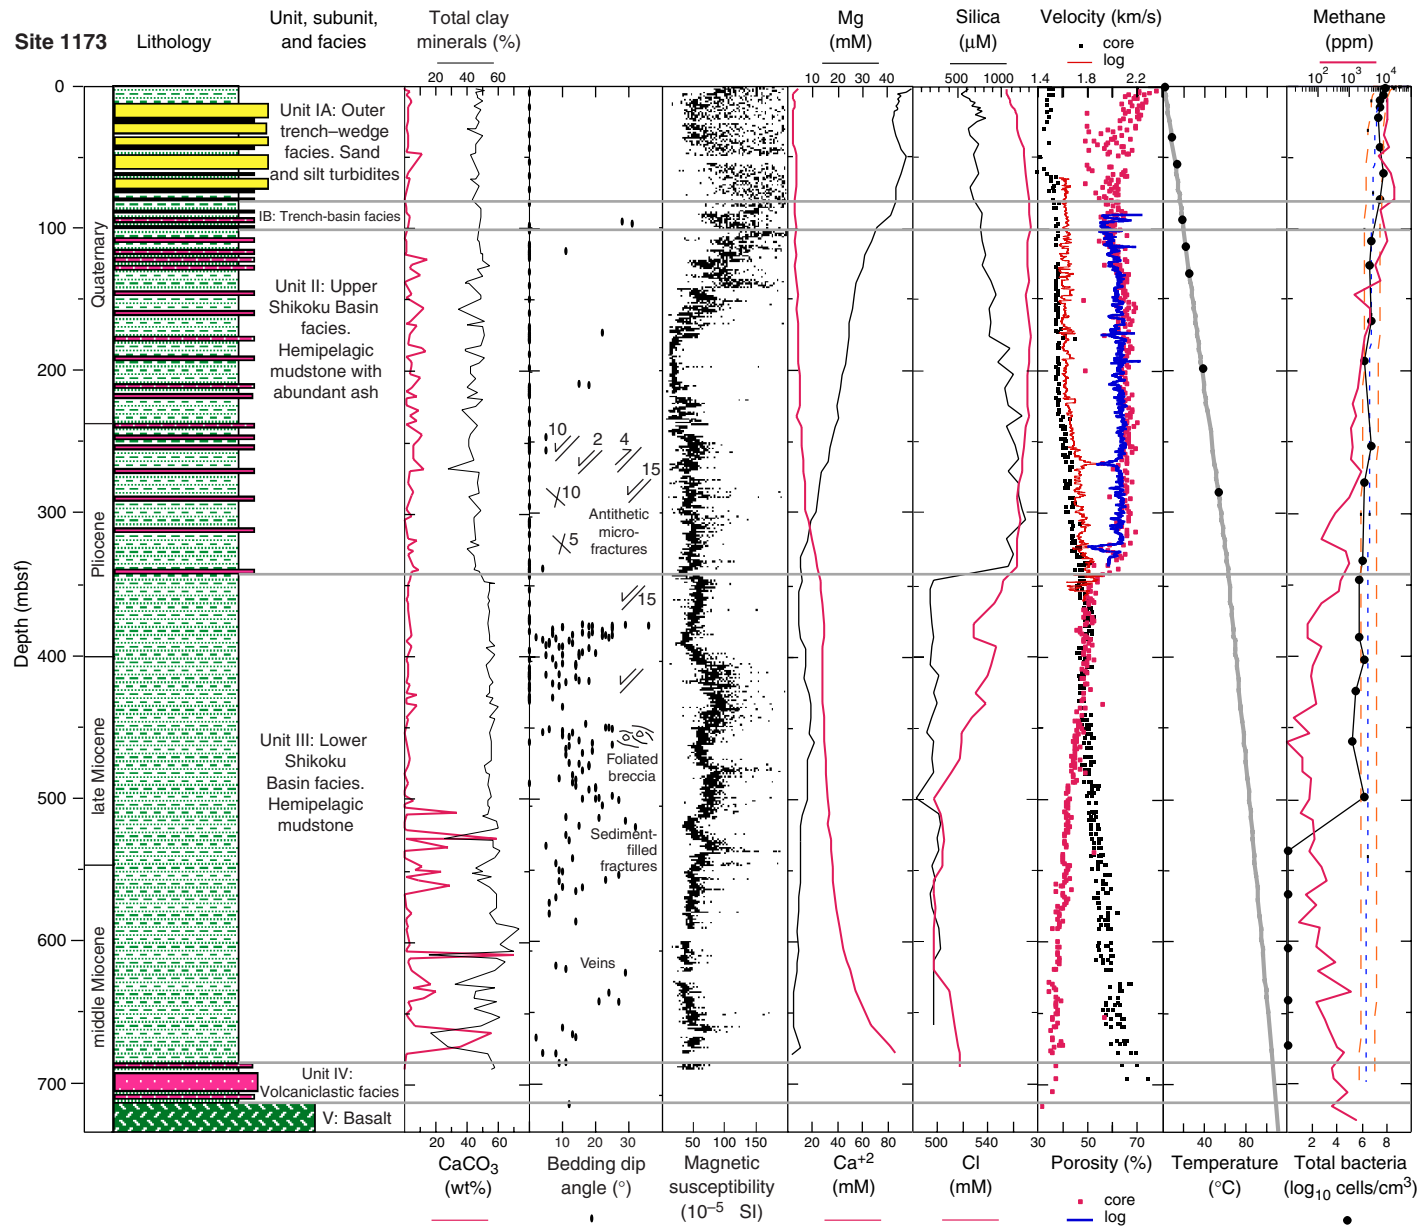 Site 1173
Lithology
Unit, subunit,
and facies
Total clay
minerals (%)
20 40 60
Mg
(mM)
10 20 30 40
Silica
(μM)
500 1000
Velocity (km/s)
core
log
1.4 1.8 2.2
Methane
(ppm)
10² 10³ 10⁴
Depth (mbsf)
0
100
200
300
400
500
600
700
Quaternary
Pliocene
late Miocene
middle Miocene
Unit IA: Outer
trench–wedge
facies. Sand
and silt turbidites
IB: Trench-basin facies
Unit II: Upper
Shikoku Basin
facies.
Hemipelagic
mudstone with
abundant ash
Unit III: Lower
Shikoku
Basin facies.
Hemipelagic
mudstone
Unit IV:
Volcaniclastic facies
V: Basalt
10 2 4
15
10
5
Antithetic
micro-
fractures
15
Foliated
breccia
Sediment-
filled
fractures
Veins
20 40 60
CaCO₃
(wt%)
10 20 30
Bedding dip
angle (°)
50 100 150
Magnetic
susceptibility
(10⁻⁵ SI)
20 40 60 80
Ca⁺²
(mM)
500 540
Cl
(mM)
30 50 70
Porosity (%)
core
log
40 80
Temperature
(°C)
2 4 6 8
Total bacteria
(log₁₀ cells/cm³)